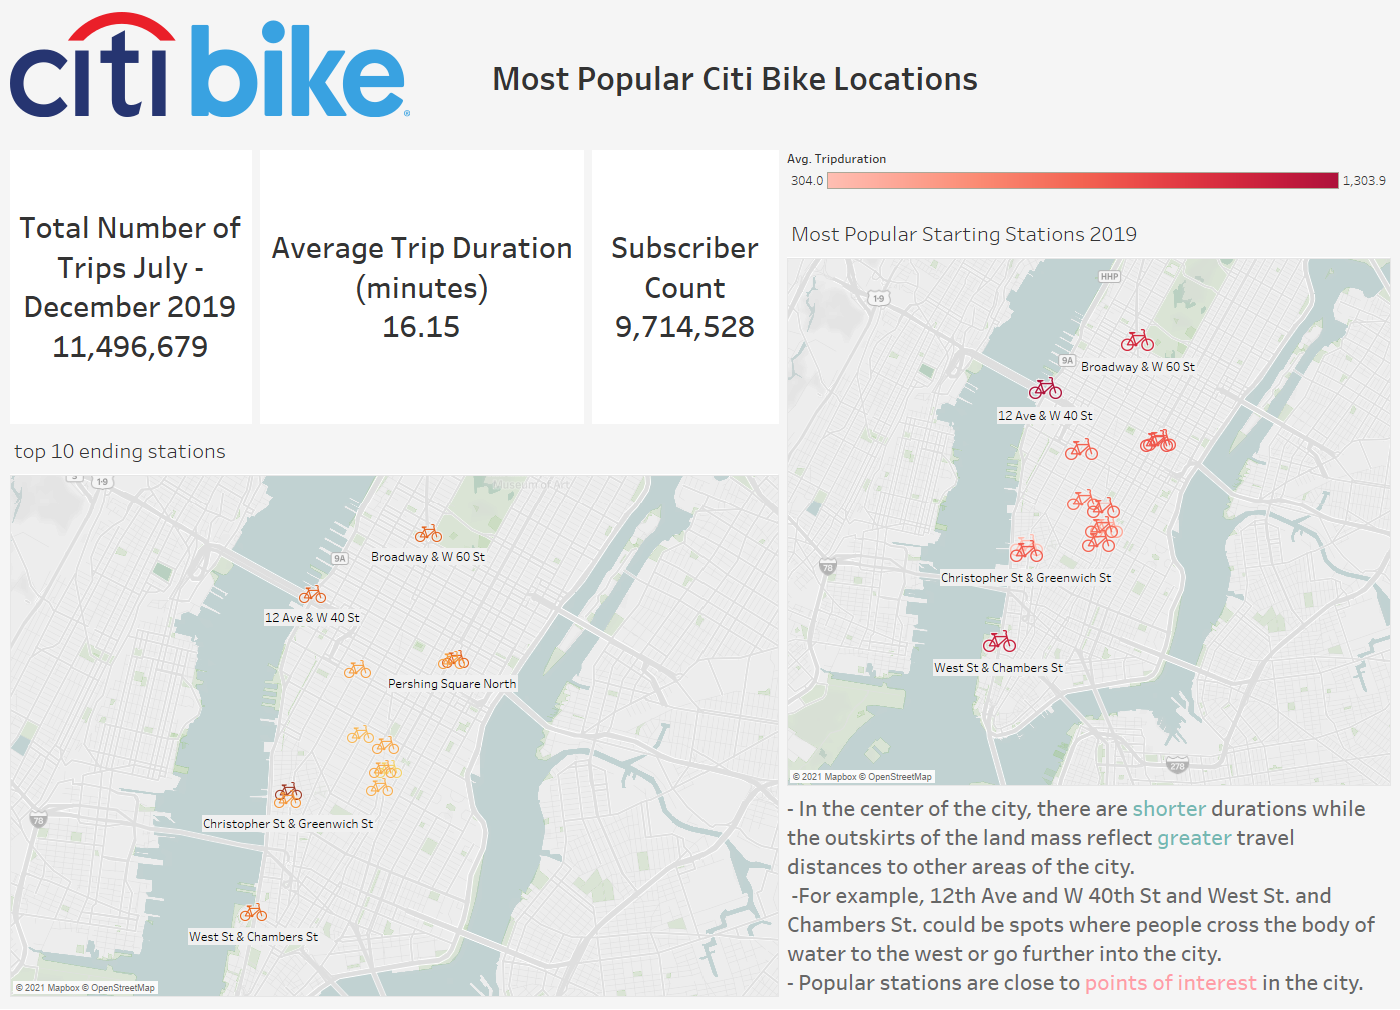 citi bike®
Most Popular Citi Bike Locations
Total Number of
Trips July -
December 2019
11,496,679
Average Trip Duration
(minutes)
16.15
Subscriber
Count
9,714,528
Avg. Tripduration
304.0
1,303.9
Most Popular Starting Stations 2019
HHP
1-9
9A
Broadway & W 60 St
12 Ave & W 40 St
78
Christopher St & Greenwich St
West St & Chambers St
278
© 2021 Mapbox © OpenStreetMap
top 10 ending stations
1-9
Museum of Art
9A
Broadway & W 60 St
12 Ave & W 40 St
Pershing Square North
78
Christopher St & Greenwich St
West St & Chambers St
© 2021 Mapbox © OpenStreetMap
- In the center of the city, there are shorter durations while
the outskirts of the land mass reflect greater travel
distances to other areas of the city.
-For example, 12th Ave and W 40th St and West St. and
Chambers St. could be spots where people cross the body of
water to the west or go further into the city.
- Popular stations are close to points of interest in the city.